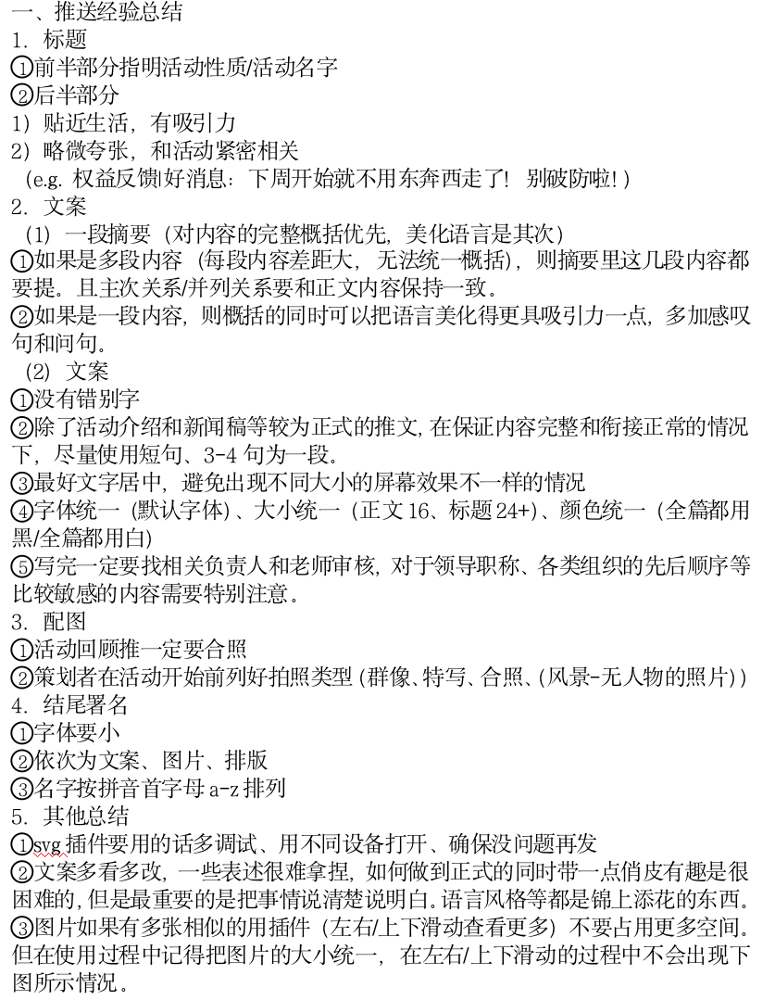 一、推送经验总结
1. 标题
①前半部分指明活动性质/活动名字
②后半部分
1）贴近生活，有吸引力
2）略微夸张，和活动紧密相关
（e.g. 权益反馈|好消息：下周开始就不用东奔西走了！别破防啦！）
2. 文案
（1）一段摘要（对内容的完整概括优先，美化语言是其次）
①如果是多段内容（每段内容差距大，无法统一概括），则摘要里这几段内容都
要提。且主次关系/并列关系要和正文内容保持一致。
②如果是一段内容，则概括的同时可以把语言美化得更具吸引力一点，多加感叹
句和问句。
（2）文案
①没有错别字
②除了活动介绍和新闻稿等较为正式的推文,在保证内容完整和衔接正常的情况
下，尽量使用短句、3-4 句为一段。
③最好文字居中，避免出现不同大小的屏幕效果不一样的情况
④字体统一（默认字体）、大小统一（正文 16、标题 24+）、颜色统一（全篇都用
黑/全篇都用白）
⑤写完一定要找相关负责人和老师审核，对于领导职称、各类组织的先后顺序等
比较敏感的内容需要特别注意。
3. 配图
①活动回顾推一定要合照
②策划者在活动开始前列好拍照类型（群像、特写、合照、（风景-无人物的照片））
4. 结尾署名
①字体要小
②依次为文案、图片、排版
③名字按拼音首字母 a-z 排列
5. 其他总结
①svg 插件要用的话多调试、用不同设备打开、确保没问题再发
②文案多看多改，一些表述很难拿捏，如何做到正式的同时带一点俏皮有趣是很
困难的,但是最重要的是把事情说清楚说明白。语言风格等都是锦上添花的东西。
③图片如果有多张相似的用插件（左右/上下滑动查看更多）不要占用更多空间。
但在使用过程中记得把图片的大小统一，在左右/上下滑动的过程中不会出现下
图所示情况。